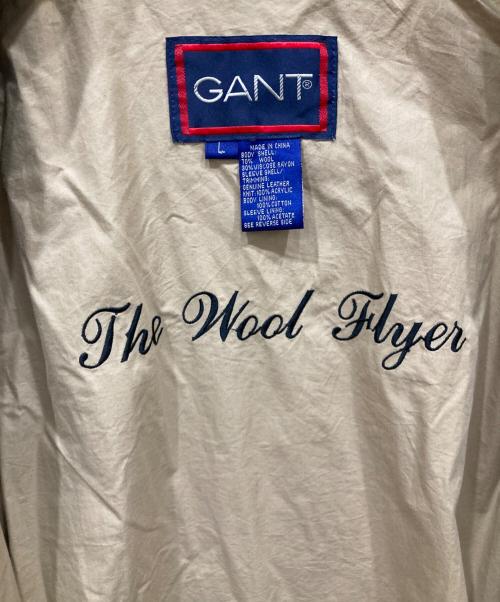 GANT®
L
MADE IN CHINA
BODY SHELL:
70% WOOL
30%VISCOSE RAYON
SLEEVE SHELL/
TRIMMING:
GENUINE LEATHER
KNIT:100%ACRYLIC
BODY LINING:
100%COTTON
SLEEVE LINING:
100%ACETATE
SEE REVERSE SIDE
The Wool Flyer